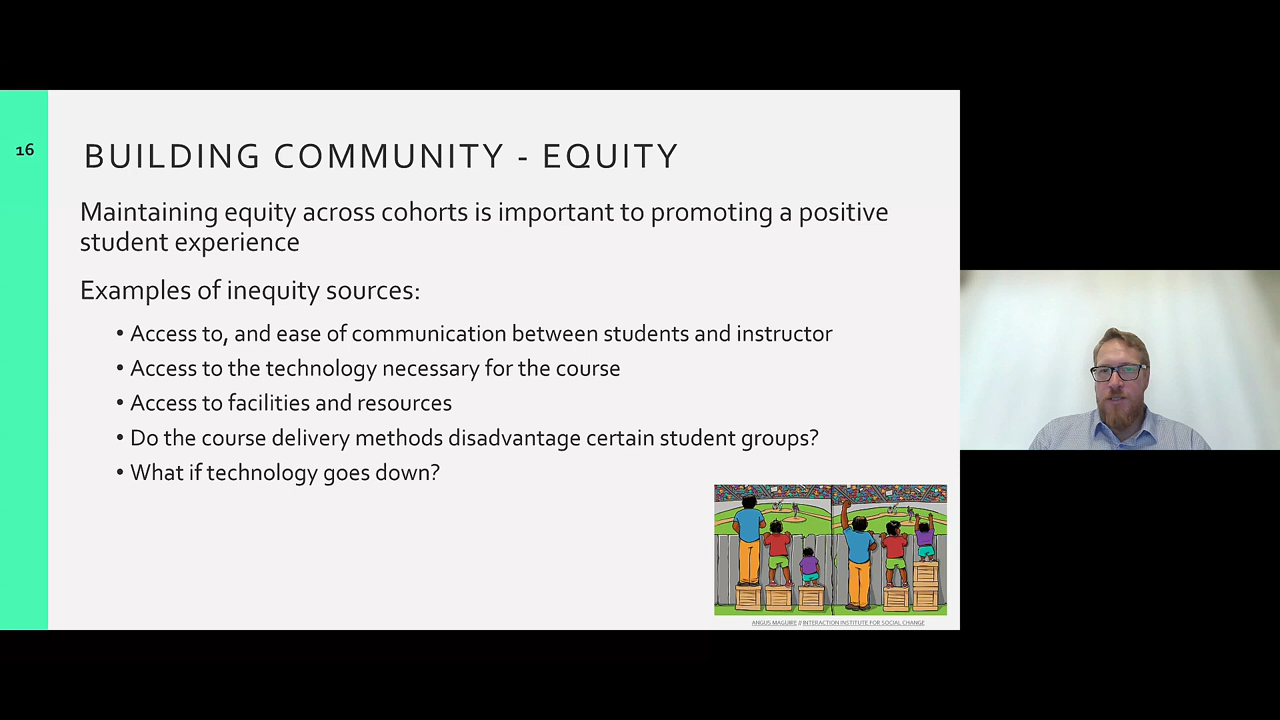 16
BUILDING COMMUNITY - EQUITY
Maintaining equity across cohorts is important to promoting a positive
student experience
Examples of inequity sources:
• Access to, and ease of communication between students and instructor
• Access to the technology necessary for the course
• Access to facilities and resources
• Do the course delivery methods disadvantage certain student groups?
• What if technology goes down?
ANGUS MAGUIRE // INTERACTION INSTITUTE FOR SOCIAL CHANGE